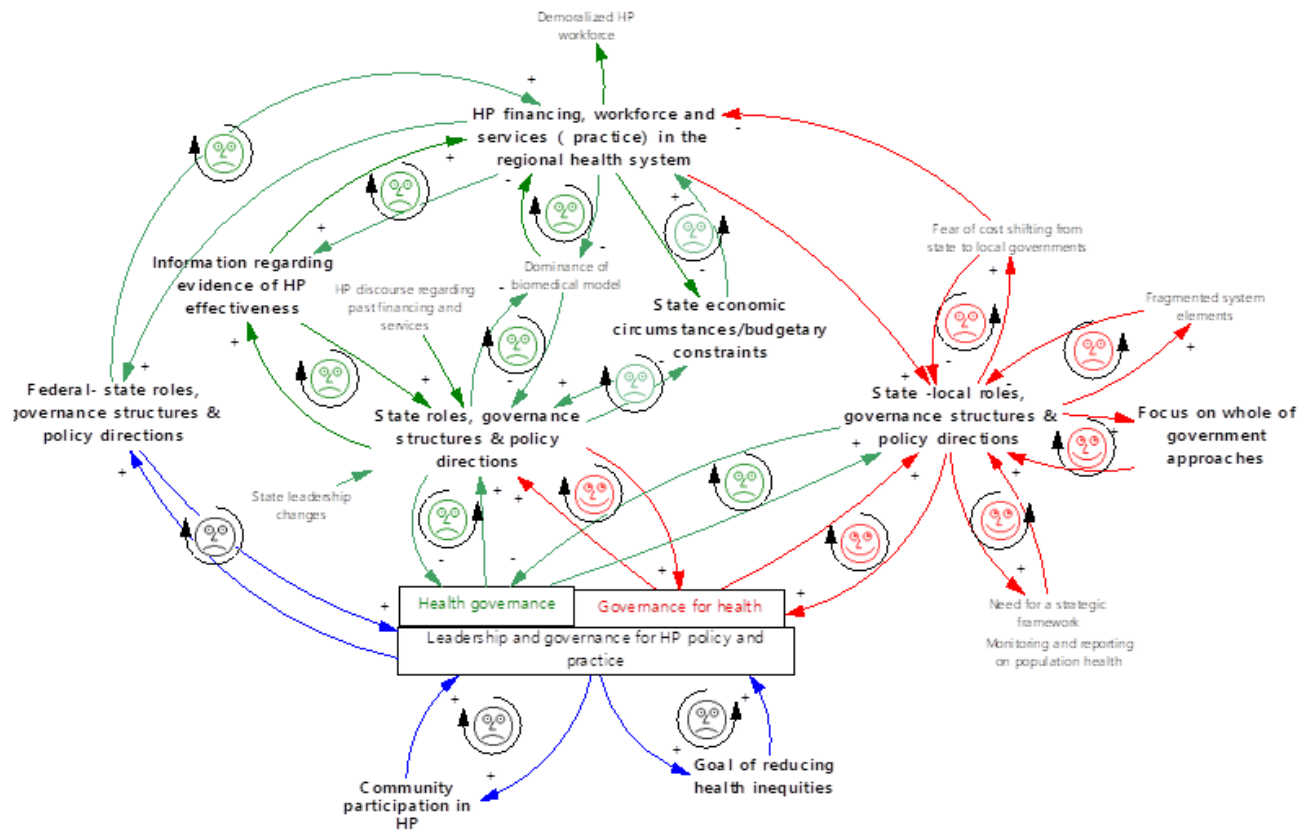 Demoralized HP
workforce
HP financing, workforce and
services ( practice) in the
regional health system
Fear of cost shifting from
state to local governments
Information regarding
evidence of HP
effectiveness
HP discourse regarding
past financing and
services
Dominance of
biomedical model
State economic
circumstances/budgetary
constraints
Fragmented system
elements
Federal- state roles,
governance structures &
policy directions
State roles, governance
structures & policy
directions
State -local roles,
governance structures &
policy directions
Focus on whole of
government
approaches
State leadership
changes
Health governance
Governance for health
Leadership and governance for HP policy and
practice
Need for a strategic
framework
Monitoring and reporting
on population health
Community
participation in
HP
Goal of reducing
health inequities